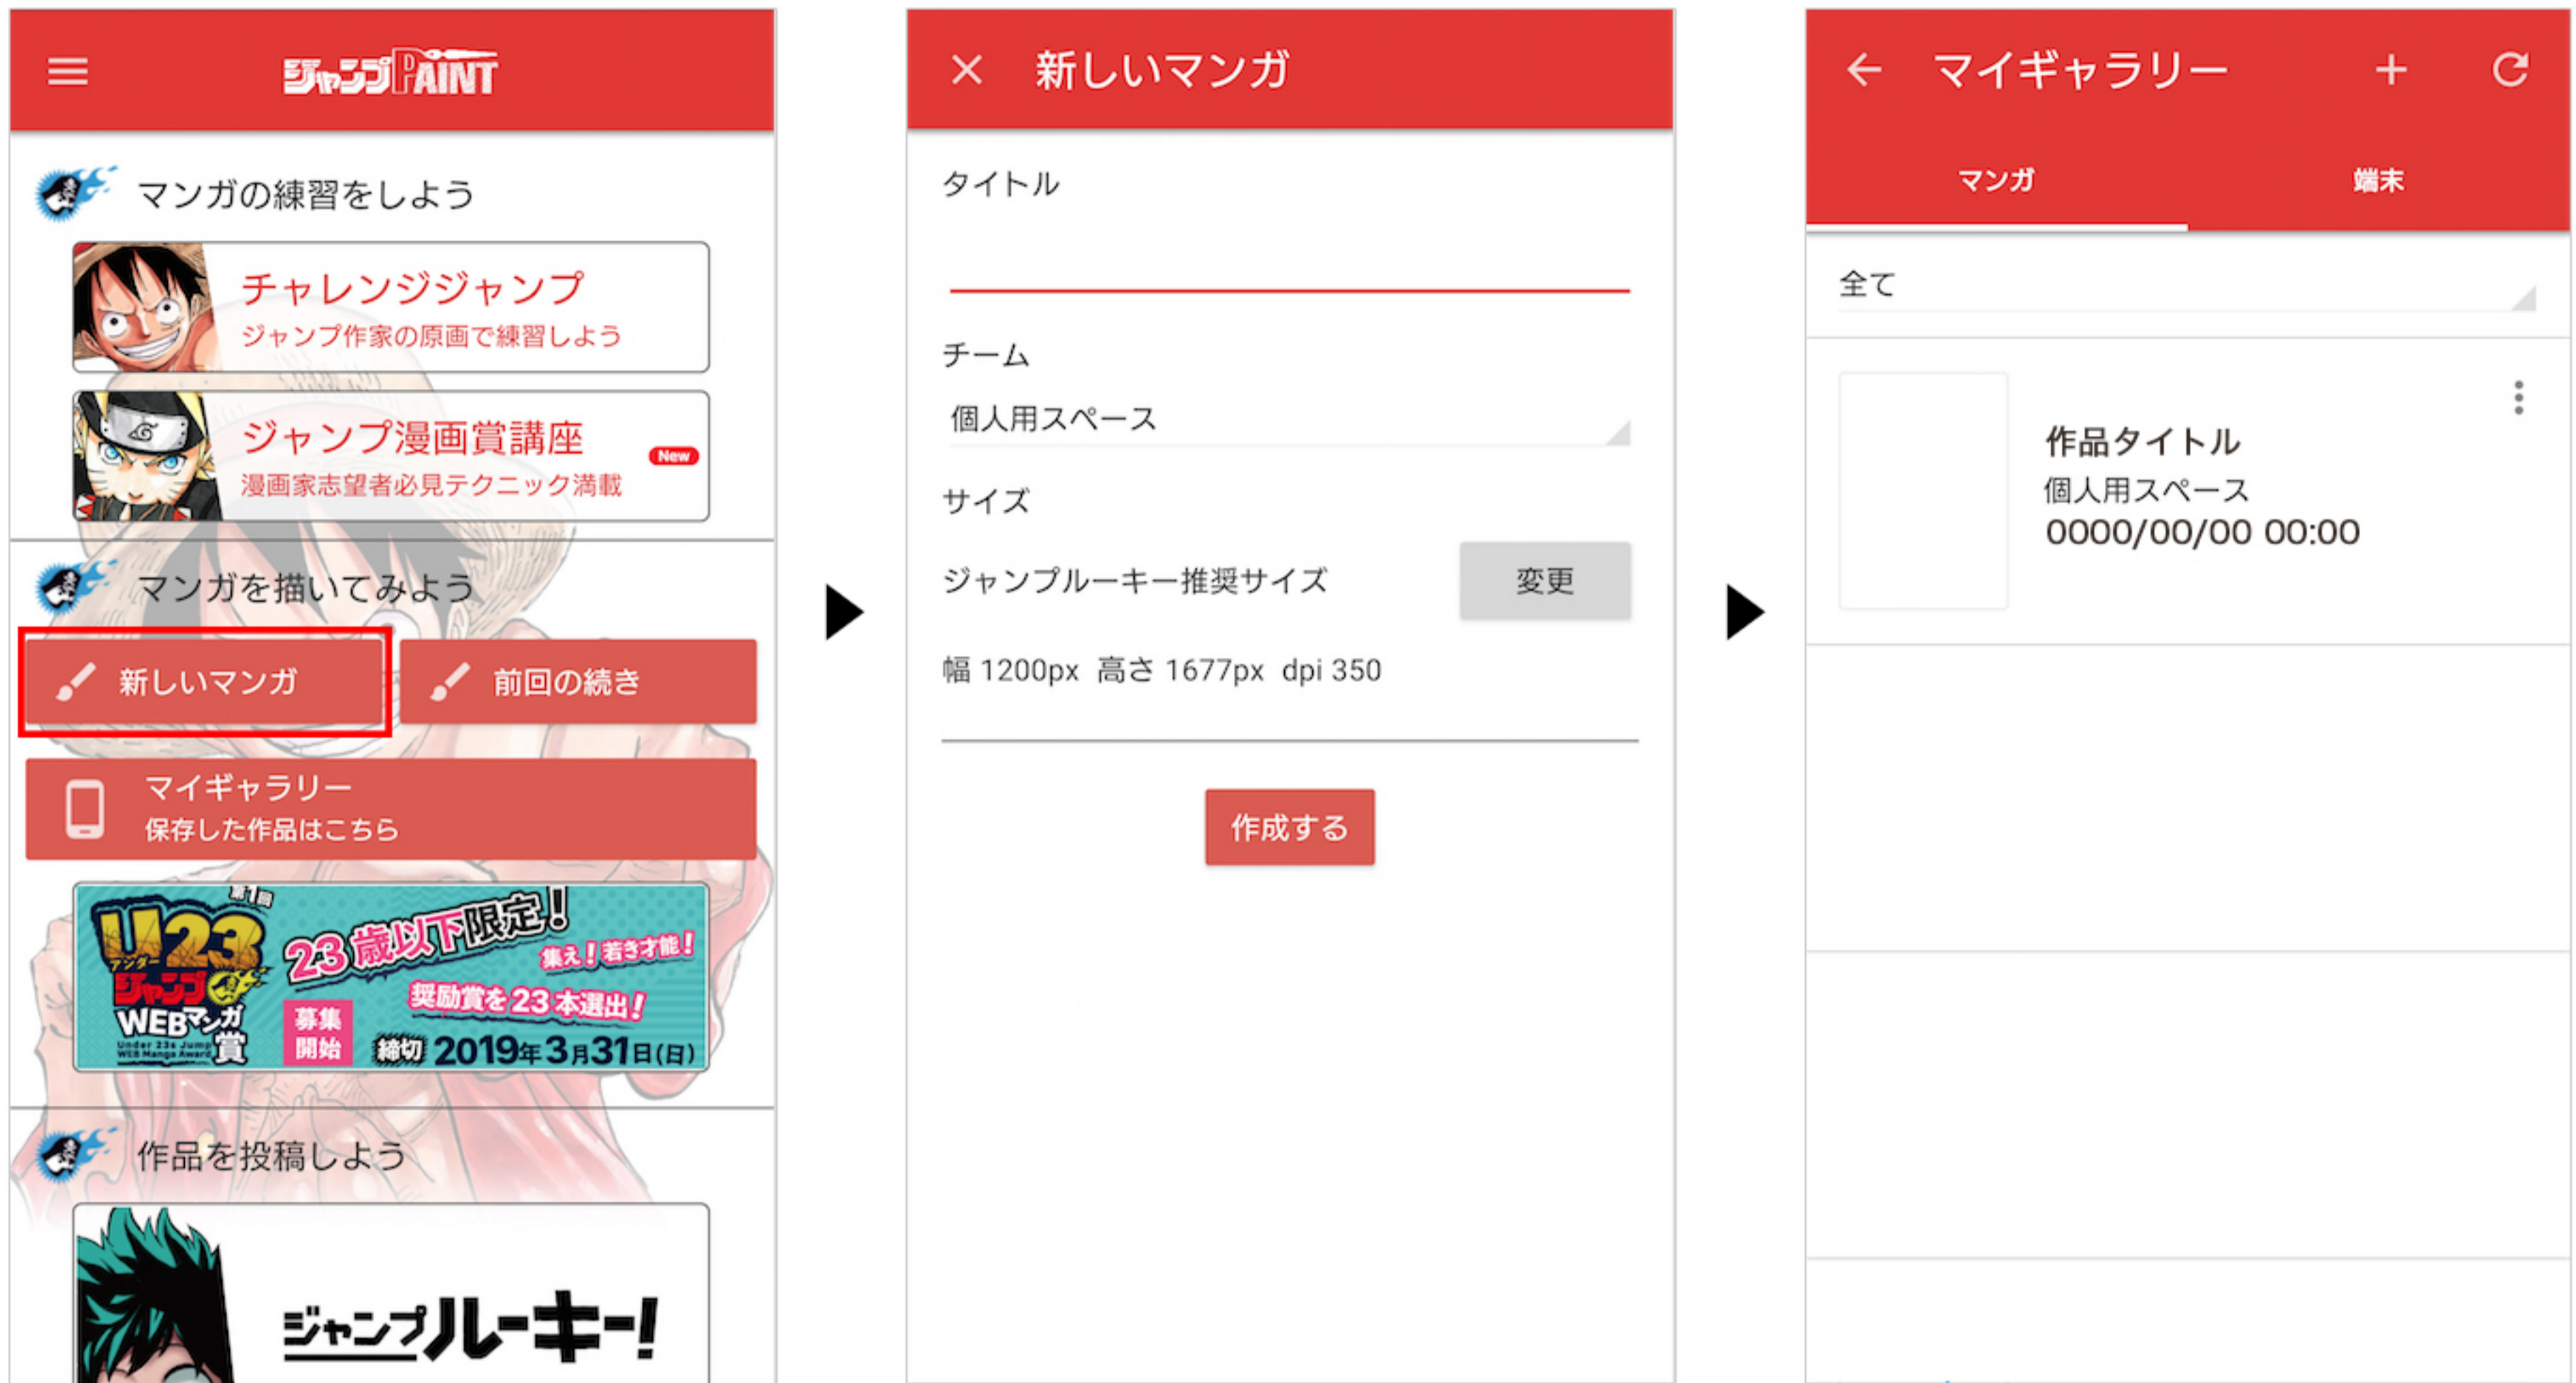 ジャンプPAINT
マンガの練習をしよう
チャレンジジャンプ
ジャンプ作家の原画で練習しよう
ジャンプ漫画賞講座
New
漫画家志望者必見テクニック満載
マンガを描いてみよう
新しいマンガ
前回の続き
マイギャラリー
保存した作品はこちら
第1回
U23
アンダー
ジャンプ
WEBマンガ賞
Under 23s Jump
WEB Manga Award
23歳以下限定!
集え!若き才能!
奨励賞を23本選出!
募集
開始
締切 2019年3月31日(日)
作品を投稿しよう
ジャンプルーキー!
新しいマンガ
タイトル
チーム
個人用スペース
サイズ
ジャンプルーキー推奨サイズ
変更
幅 1200px 高さ 1677px dpi 350
作成する
マイギャラリー
マンガ
端末
全て
作品タイトル
個人用スペース
0000/00/00 00:00